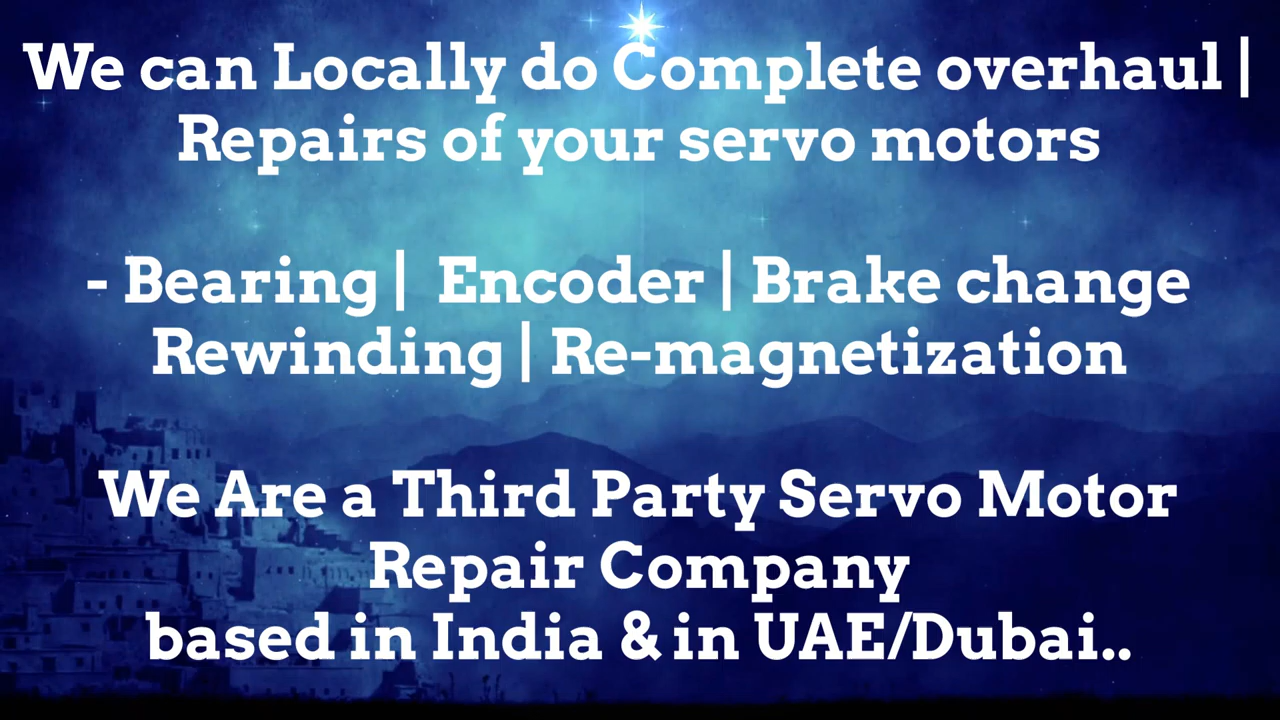 We can Locally do Complete overhaul |
Repairs of your servo motors
- Bearing | Encoder | Brake change
Rewinding | Re-magnetization
We Are a Third Party Servo Motor
Repair Company
based in India & in UAE/Dubai..